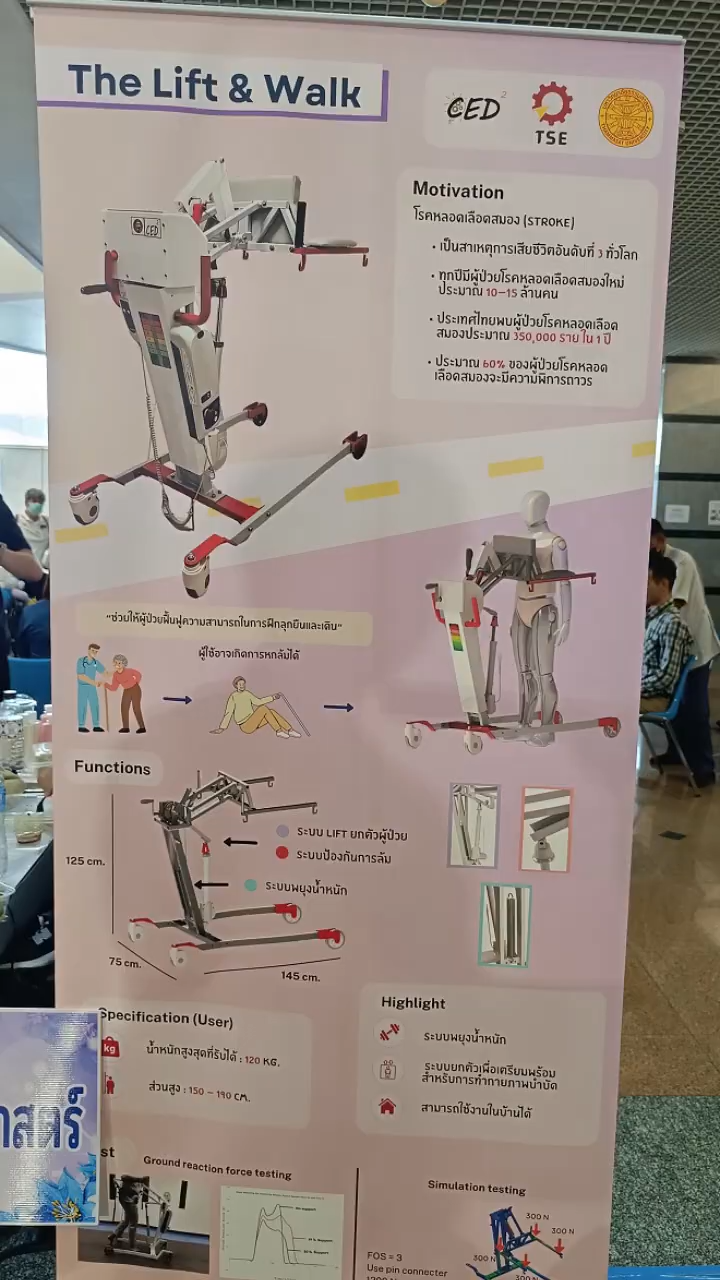 The Lift & Walk
CED²
TSE
CED
Motivation
โรคหลอดเลือดสมอง (STROKE)
• เป็นสาเหตุการเสียชีวิตอันดับที่ 3 ทั่วโลก
• ทุกปีมีผู้ป่วยโรคหลอดเลือดสมองใหม่
ประมาณ 10–15 ล้านคน
• ประเทศไทยพบผู้ป่วยโรคหลอดเลือด
สมองประมาณ 350,000 ราย ใน 1 ปี
• ประมาณ 60% ของผู้ป่วยโรคหลอด
เลือดสมองจะมีความพิการถาวร
"ช่วยให้ผู้ป่วยฟื้นฟูความสามารถในการฝึกลุกยืนและเดิน"
ผู้ใช้อาจเกิดการหกล้มได้
Functions
125 cm.
ระบบ LIFT ยกตัวผู้ป่วย
ระบบป้องกันการล้ม
ระบบพยุงน้ำหนัก
75 cm.
145 cm.
Specification (User)
kg
น้ำหนักสูงสุดที่รับได้ : 120 KG.
ส่วนสูง : 150 – 190 CM.
Highlight
ระบบพยุงน้ำหนัก
ระบบยกตัวเพื่อเตรียมพร้อม
สำหรับการทำกายภาพบำบัด
สามารถใช้งานในบ้านได้
าสตร์
st
Ground reaction force testing
Simulation testing
300 N
300 N
300 N
300 N
FOS = 3
Use pin connecter